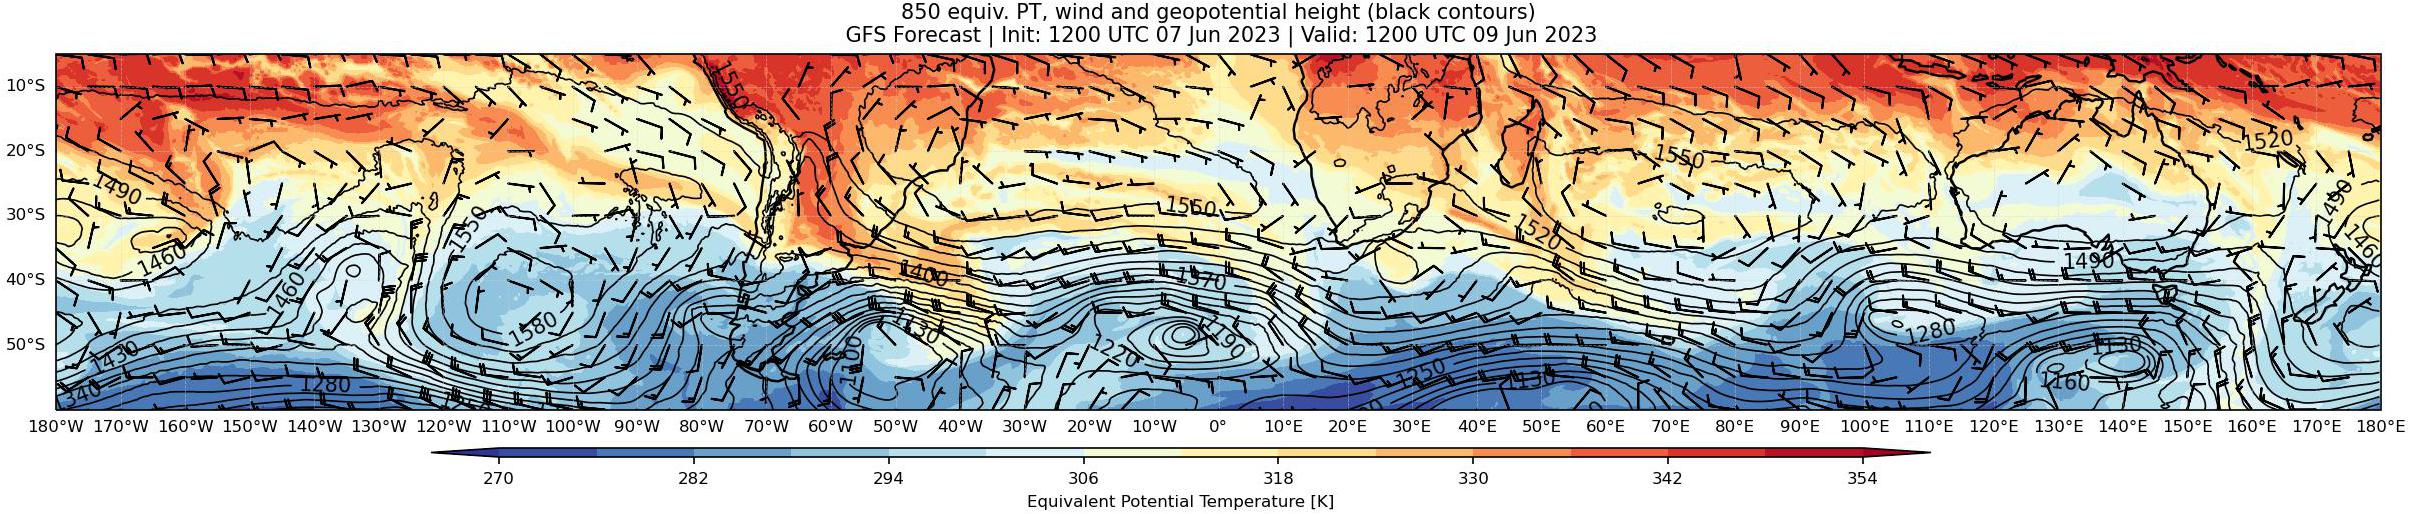 850 equiv. PT, wind and geopotential height (black contours)
GFS Forecast | Init: 1200 UTC 07 Jun 2023 | Valid: 1200 UTC 09 Jun 2023
10°S
20°S
30°S
40°S
50°S
1550
1490
1460
1550
1460
1580
1430
1340
1280
1400
1130
1100
1550
1370
1190
1220
1520
1550
1250
1130
1490
1280
1130
1160
1520
1490
1460
180°W 170°W 160°W 150°W 140°W 130°W 120°W 110°W 100°W 90°W 80°W 70°W 60°W 50°W 40°W 30°W 20°W 10°W 0° 10°E 20°E 30°E 40°E 50°E 60°E 70°E 80°E 90°E 100°E 110°E 120°E 130°E 140°E 150°E 160°E 170°E 180°E
270 282 294 306 318 330 342 354
Equivalent Potential Temperature [K]